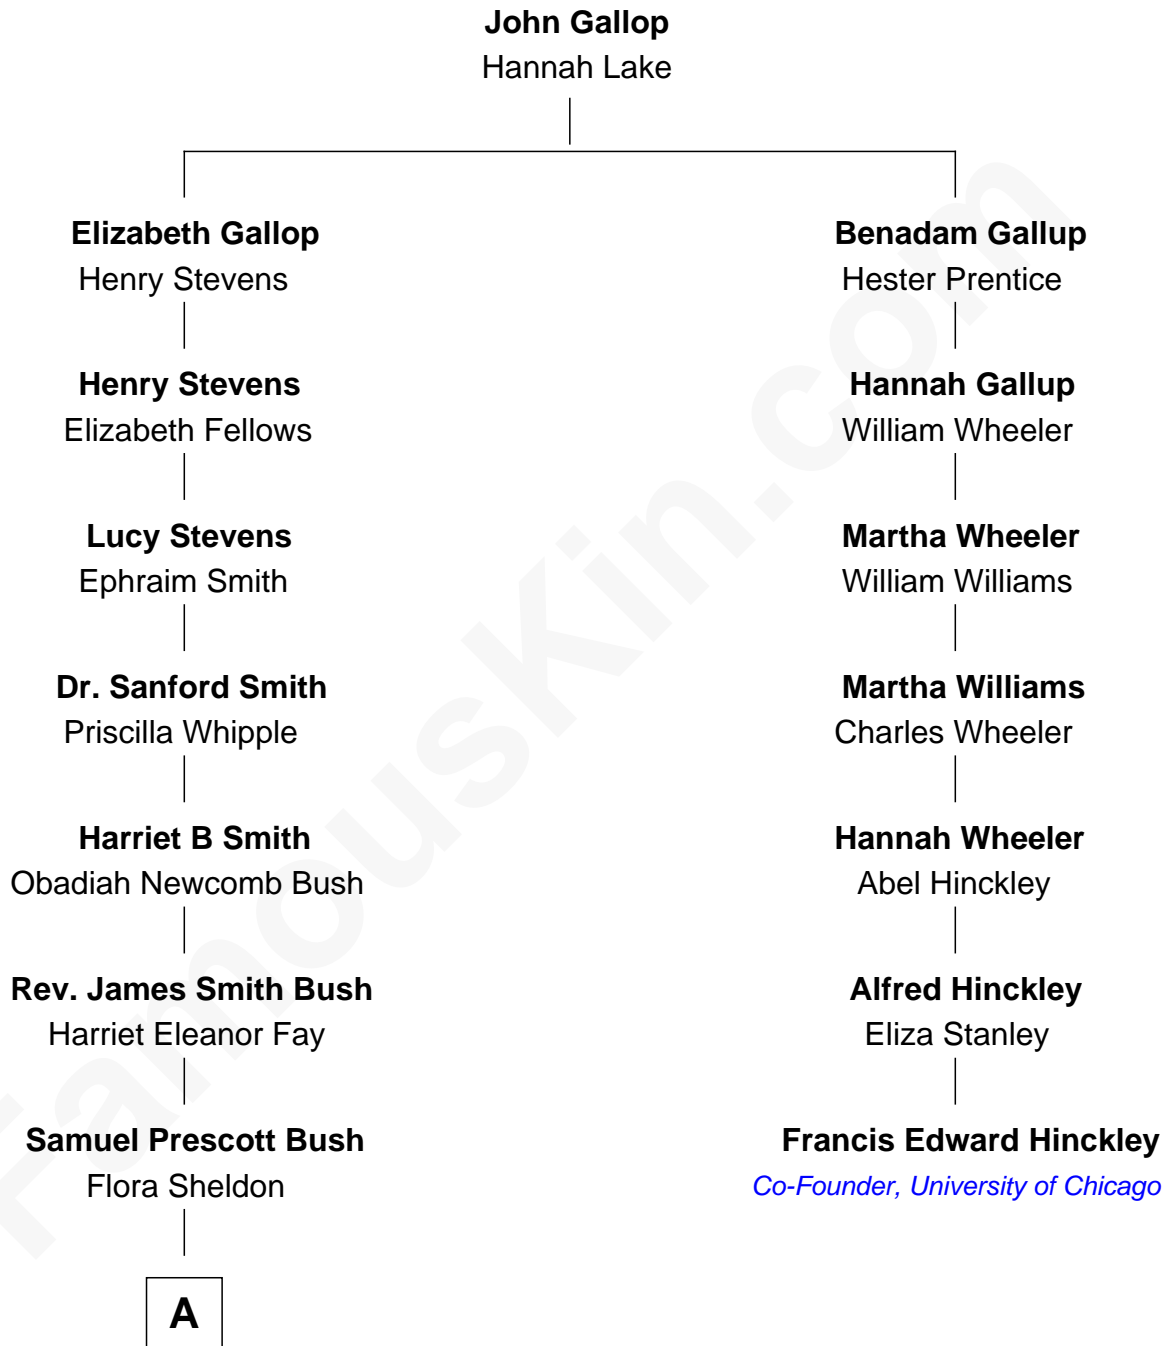 John Gallop
Hannah Lake
Elizabeth Gallop
Henry Stevens
Benadam Gallup
Hester Prentice
Henry Stevens
Elizabeth Fellows
Hannah Gallup
William Wheeler
Lucy Stevens
Ephraim Smith
Martha Wheeler
William Williams
Dr. Sanford Smith
Priscilla Whipple
Martha Williams
Charles Wheeler
Harriet B Smith
Obadiah Newcomb Bush
Hannah Wheeler
Abel Hinckley
Rev. James Smith Bush
Harriet Eleanor Fay
Alfred Hinckley
Eliza Stanley
Samuel Prescott Bush
Flora Sheldon
Francis Edward Hinckley
Co-Founder, University of Chicago
A
FamousKin.com